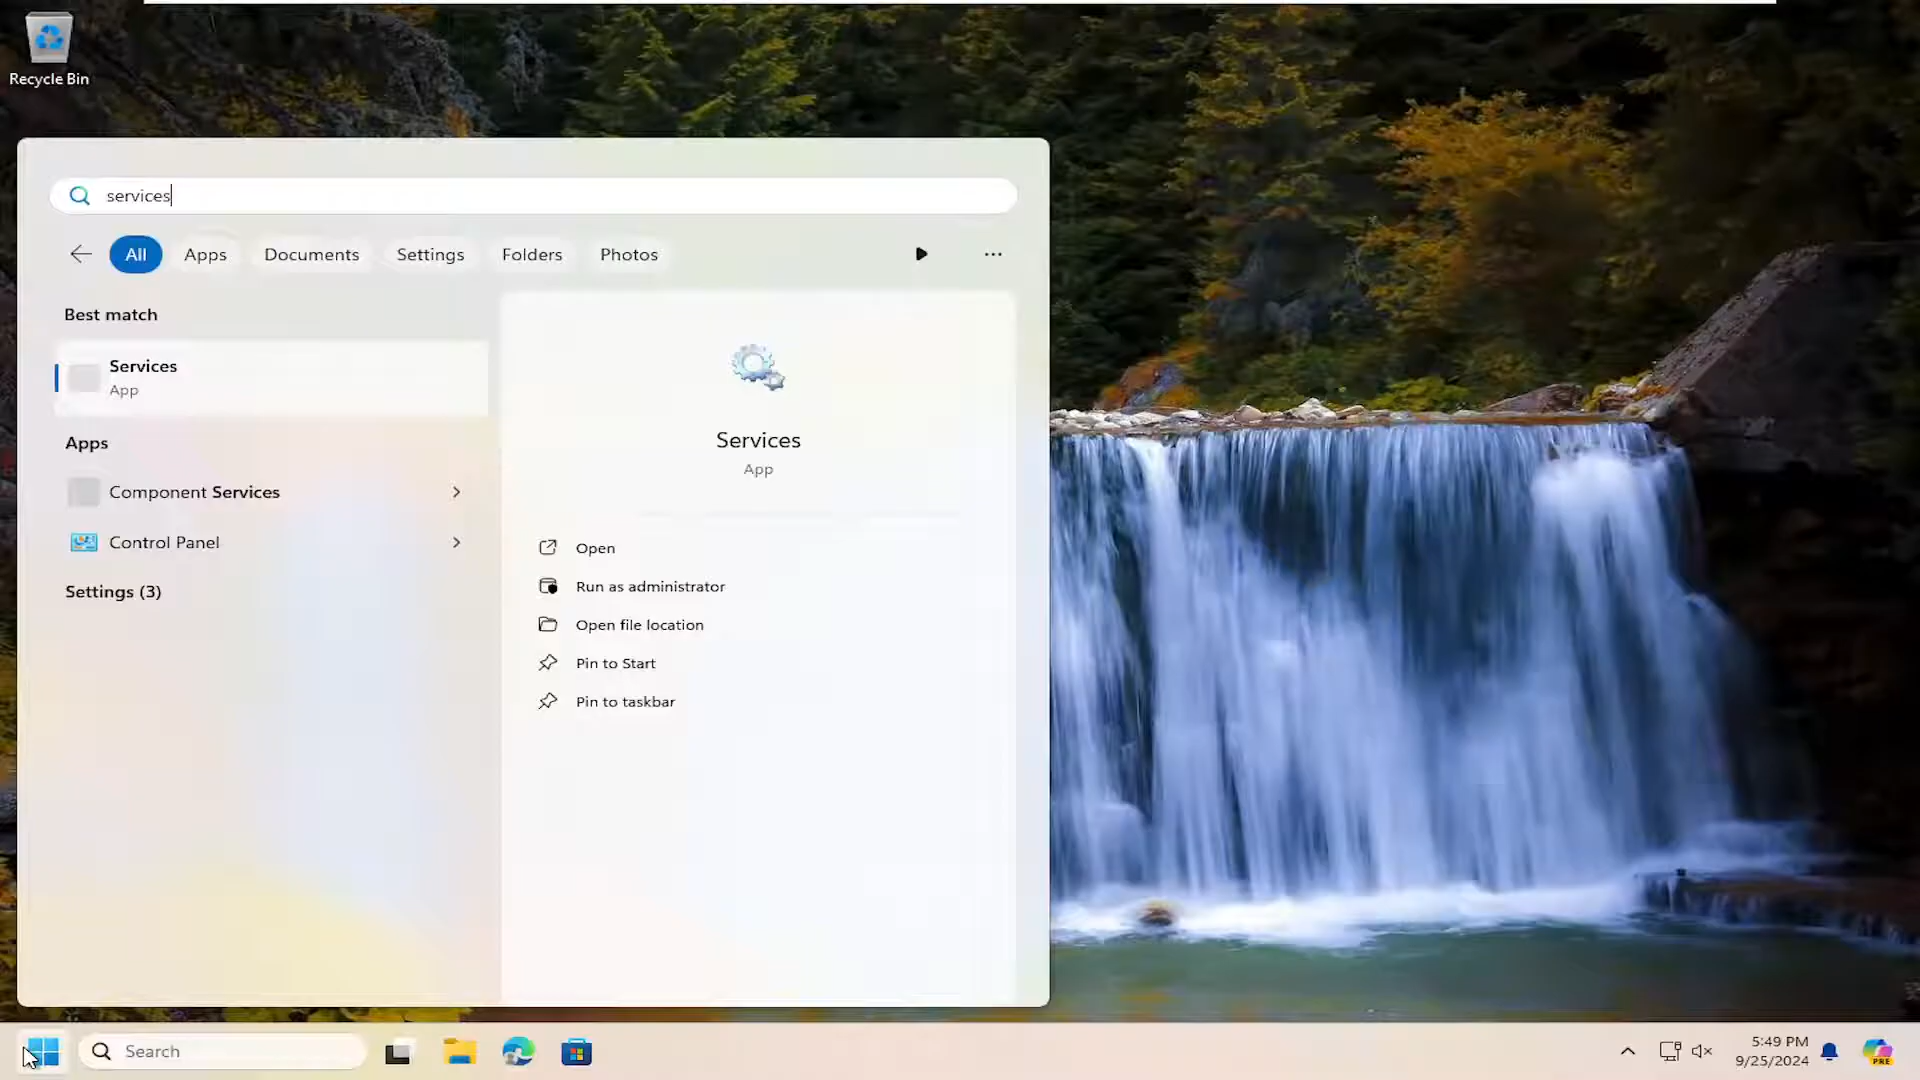 Recycle Bin
services
All
Apps
Documents
Settings
Folders
Photos
Best match
Services
App
Apps
Component Services
Control Panel
Settings (3)
Services
App
Open
Run as administrator
Open file location
Pin to Start
Pin to taskbar
Search
5:49 PM
9/25/2024
PRE